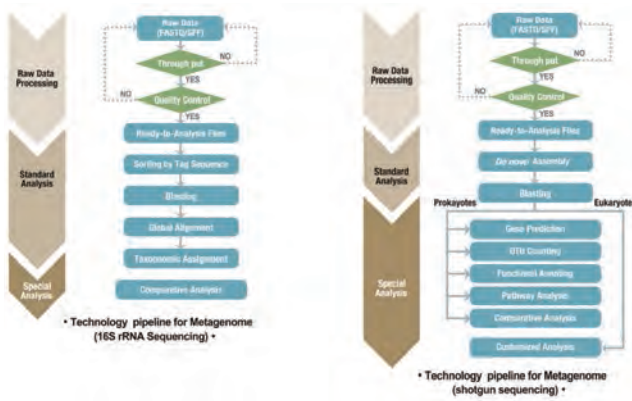 Raw Data
Processing
Standard
Analysis
Special
Analysis
Raw Data
(FASTQ/SFF)
NO
Through put
YES
NO
Quality Control
YES
Ready-to-Analysis Files
Sorting by Tag Sequence
Blasting
Global Alignment
Taxonomic Assignment
Comparative Analysis
• Technology pipeline for Metagenome
(16S rRNA Sequencing) •
Raw Data
Processing
Standard
Analysis
Special
Analysis
Raw Data
(FASTQ/SFF)
NO
Through put
YES
NO
Quality Control
YES
Ready-to-Analysis Files
De novo Assembly
Blasting
Prokayotes
Eukaryote
Gene Prediction
OTU Counting
Functional Annoting
Pathway Analysis
Comparative Analysis
Customized Analysis
• Technology pipeline for Metagenome
(shotgun sequencing) •